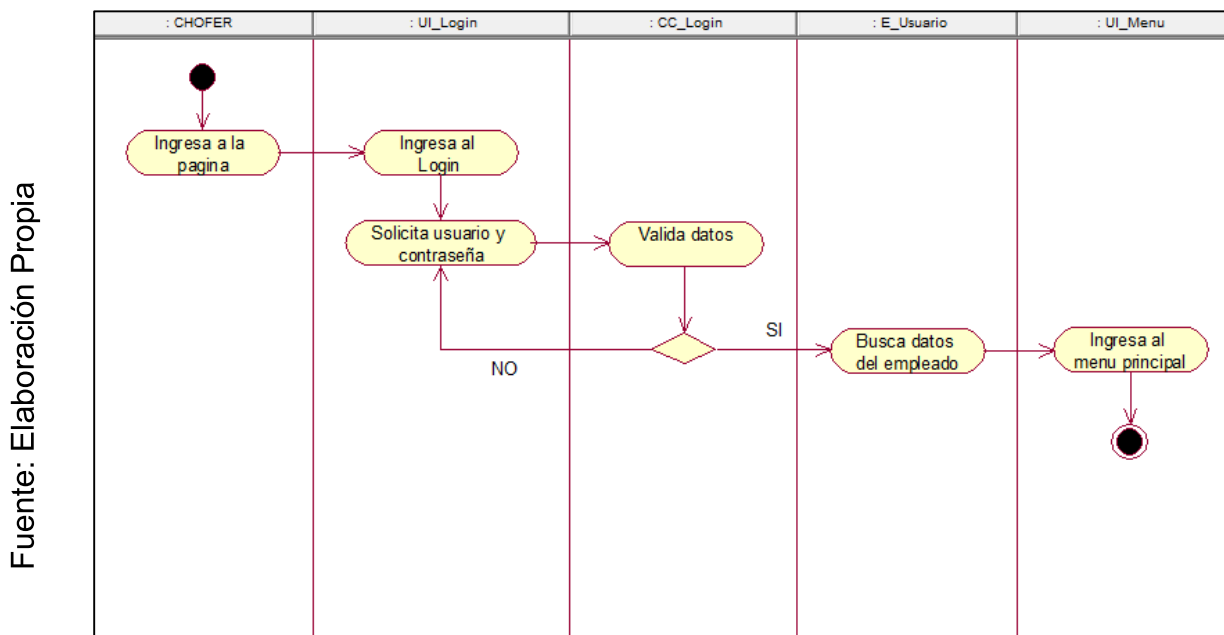 : CHOFER
: UI_Login
: CC_Login
: E_Usuario
: UI_Menu
Ingresa a la
pagina
Ingresa al
Login
Solicita usuario y
contraseña
Valida datos
SI
NO
Busca datos
del empleado
Ingresa al
menu principal
Fuente: Elaboración Propia